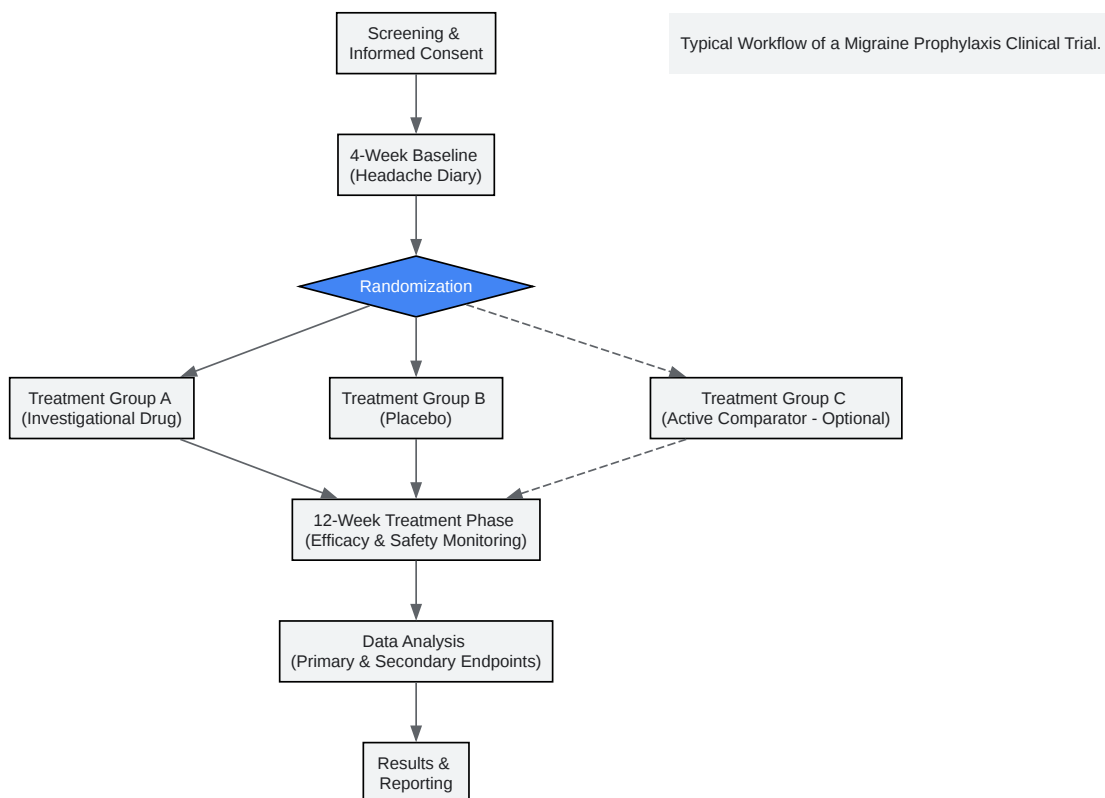 Screening &
Informed Consent
Typical Workflow of a Migraine Prophylaxis Clinical Trial.
4-Week Baseline
(Headache Diary)
Randomization
Treatment Group A
(Investigational Drug)
Treatment Group B
(Placebo)
Treatment Group C
(Active Comparator - Optional)
12-Week Treatment Phase
(Efficacy & Safety Monitoring)
Data Analysis
(Primary & Secondary Endpoints)
Results &
Reporting